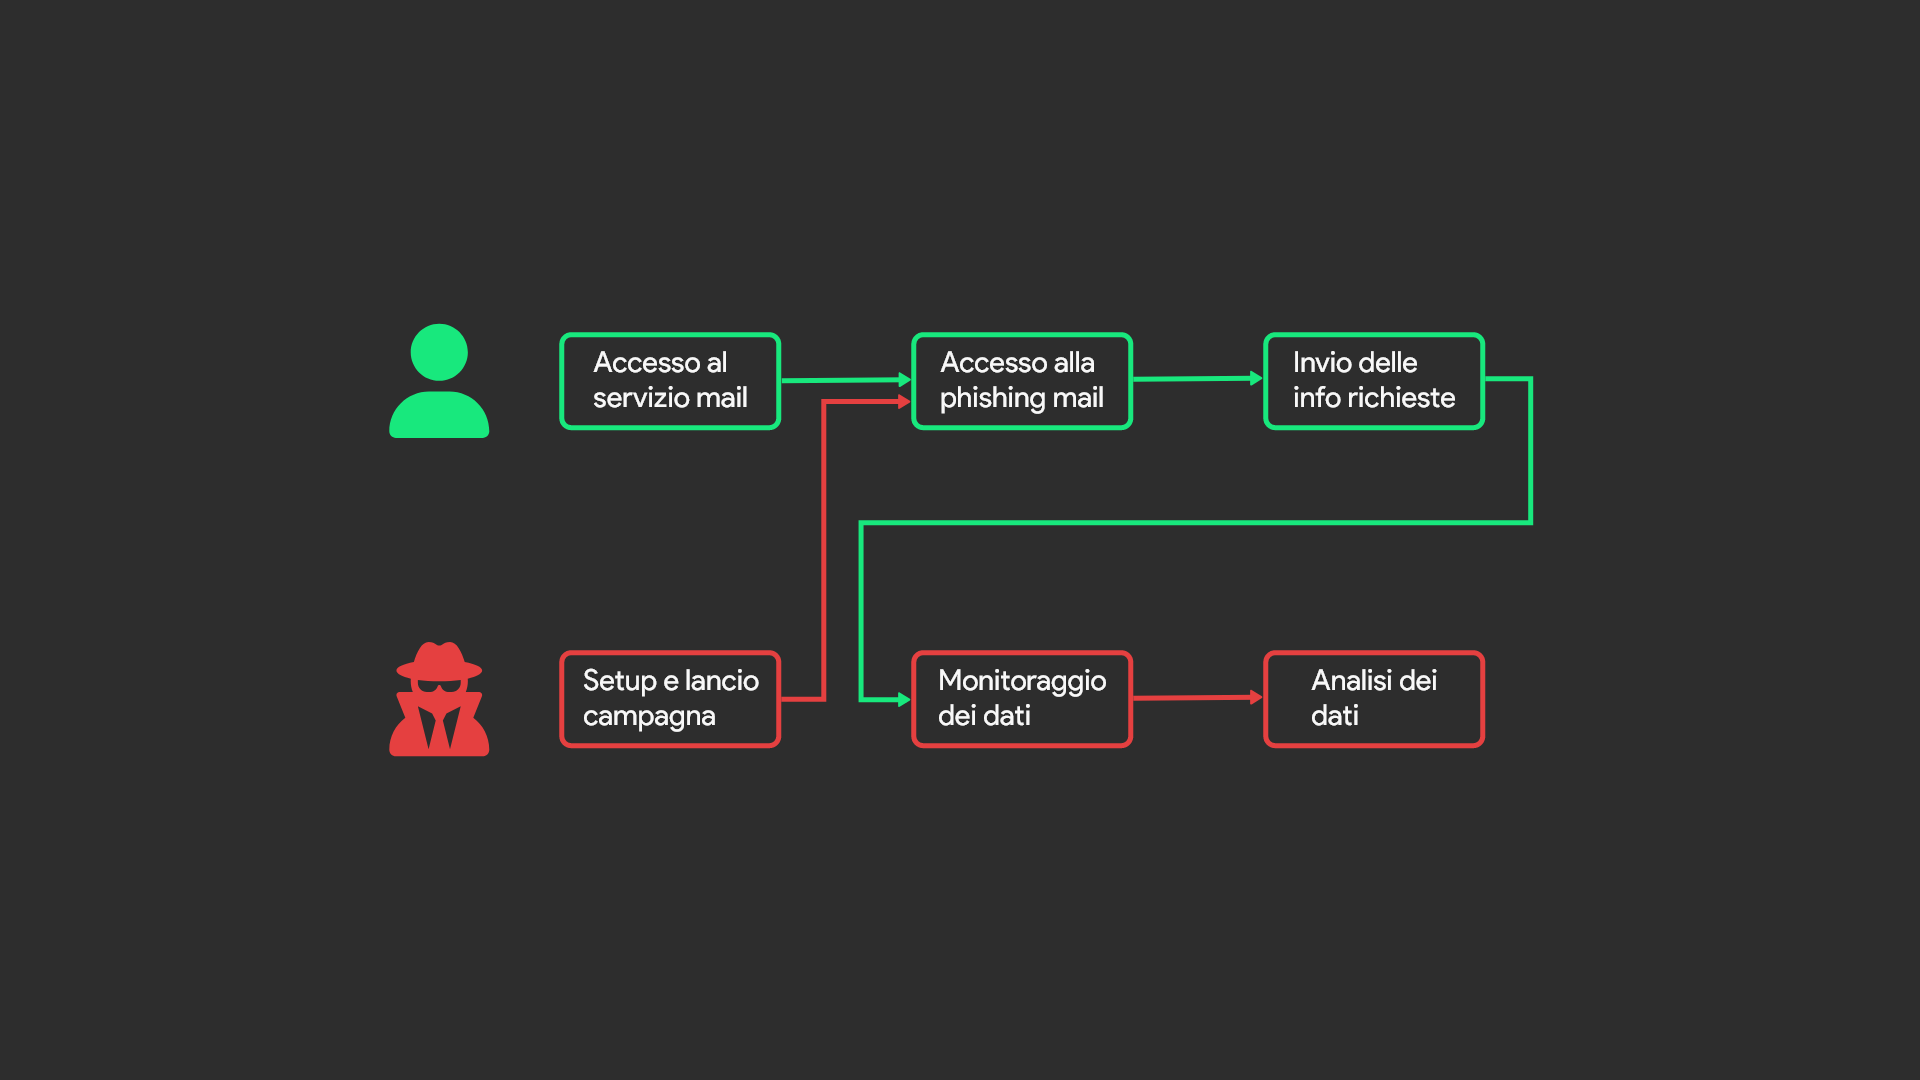 Accesso al
servizio mail
Accesso alla
phishing mail
Invio delle
info richieste
Setup e lancio
campagna
Monitoraggio
dei dati
Analisi dei
dati